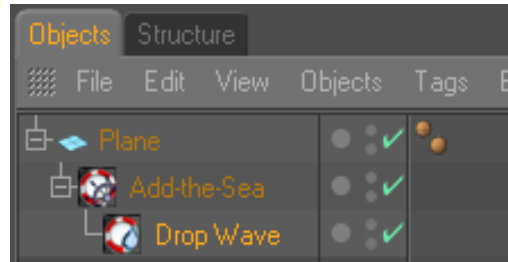 Objects Structure
File Edit View Objects Tags
Plane
Add-the-Sea
Drop Wave